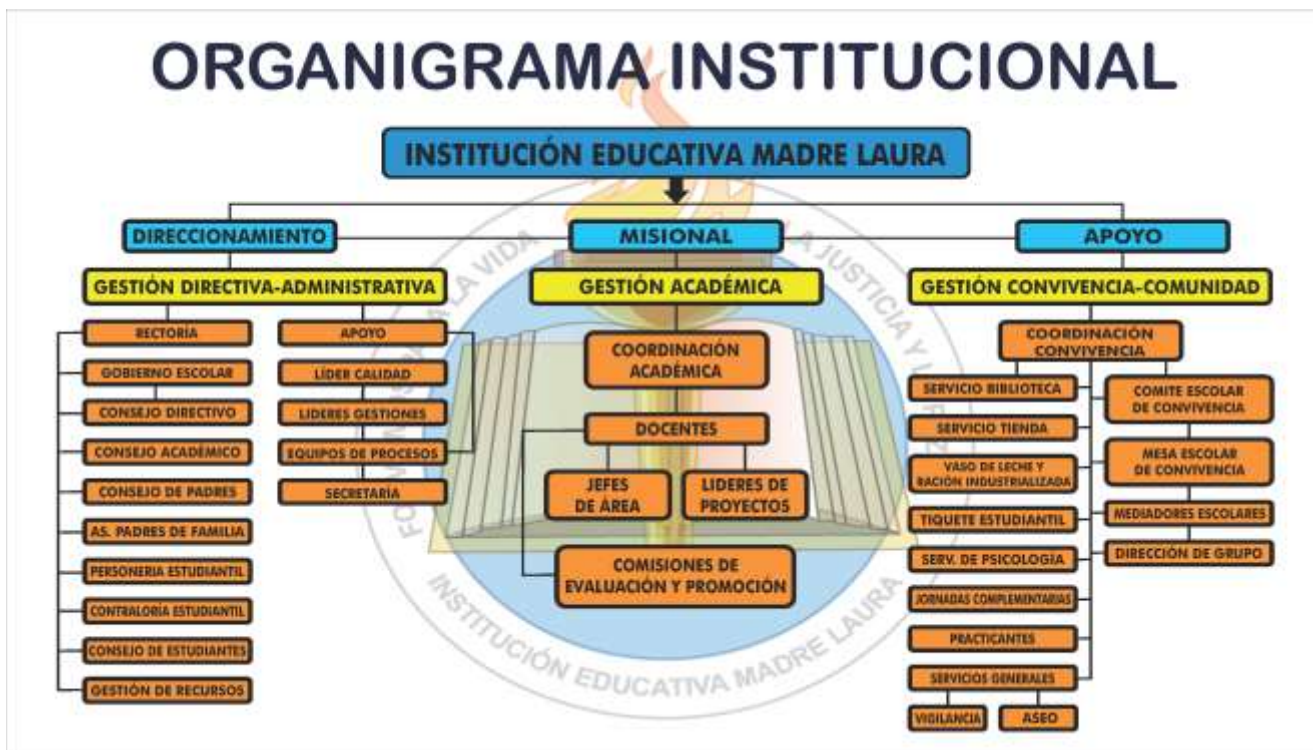 ORGANIGRAMA INSTITUCIONAL
INSTITUCIÓN EDUCATIVA MADRE LAURA
DIRECCIONAMIENTO
MISIONAL
APOYO
GESTIÓN DIRECTIVA-ADMINISTRATIVA
GESTIÓN ACADÉMICA
GESTIÓN CONVIVENCIA-COMUNIDAD
RECTORÍA
GOBIERNO ESCOLAR
CONSEJO DIRECTIVO
CONSEJO ACADÉMICO
CONSEJO DE PADRES
AS. PADRES DE FAMILIA
PERSONERIA ESTUDIANTIL
CONTRALORÍA ESTUDIANTIL
CONSEJO DE ESTUDIANTES
GESTIÓN DE RECURSOS
APOYO
LÍDER CALIDAD
LIDERES GESTIONES
EQUIPOS DE PROCESOS
SECRETARÍA
COORDINACIÓN
ACADÉMICA
DOCENTES
JEFES
DE ÁREA
LIDERES DE
PROYECTOS
COMISIONES DE
EVALUACIÓN Y PROMOCIÓN
COORDINACIÓN
CONVIVENCIA
SERVICIO BIBLIOTECA
SERVICIO TIENDA
VASO DE LECHE Y
RACIÓN INDUSTRIALIZADA
TIQUETE ESTUDIANTIL
SERV. DE PSICOLOGIA
JORNADAS COMPLEMENTARIAS
PRACTICANTES
SERVICIOS GENERALES
VIGILANCIA
ASEO
COMITE ESCOLAR
DE CONVIVENCIA
MESA ESCOLAR
DE CONVIVENCIA
MEDIADORES ESCOLARES
DIRECCIÓN DE GRUPO
LA VIDA
LA JUSTICIA Y
INSTITUCIÓN EDUCATIVA MADRE LAURA